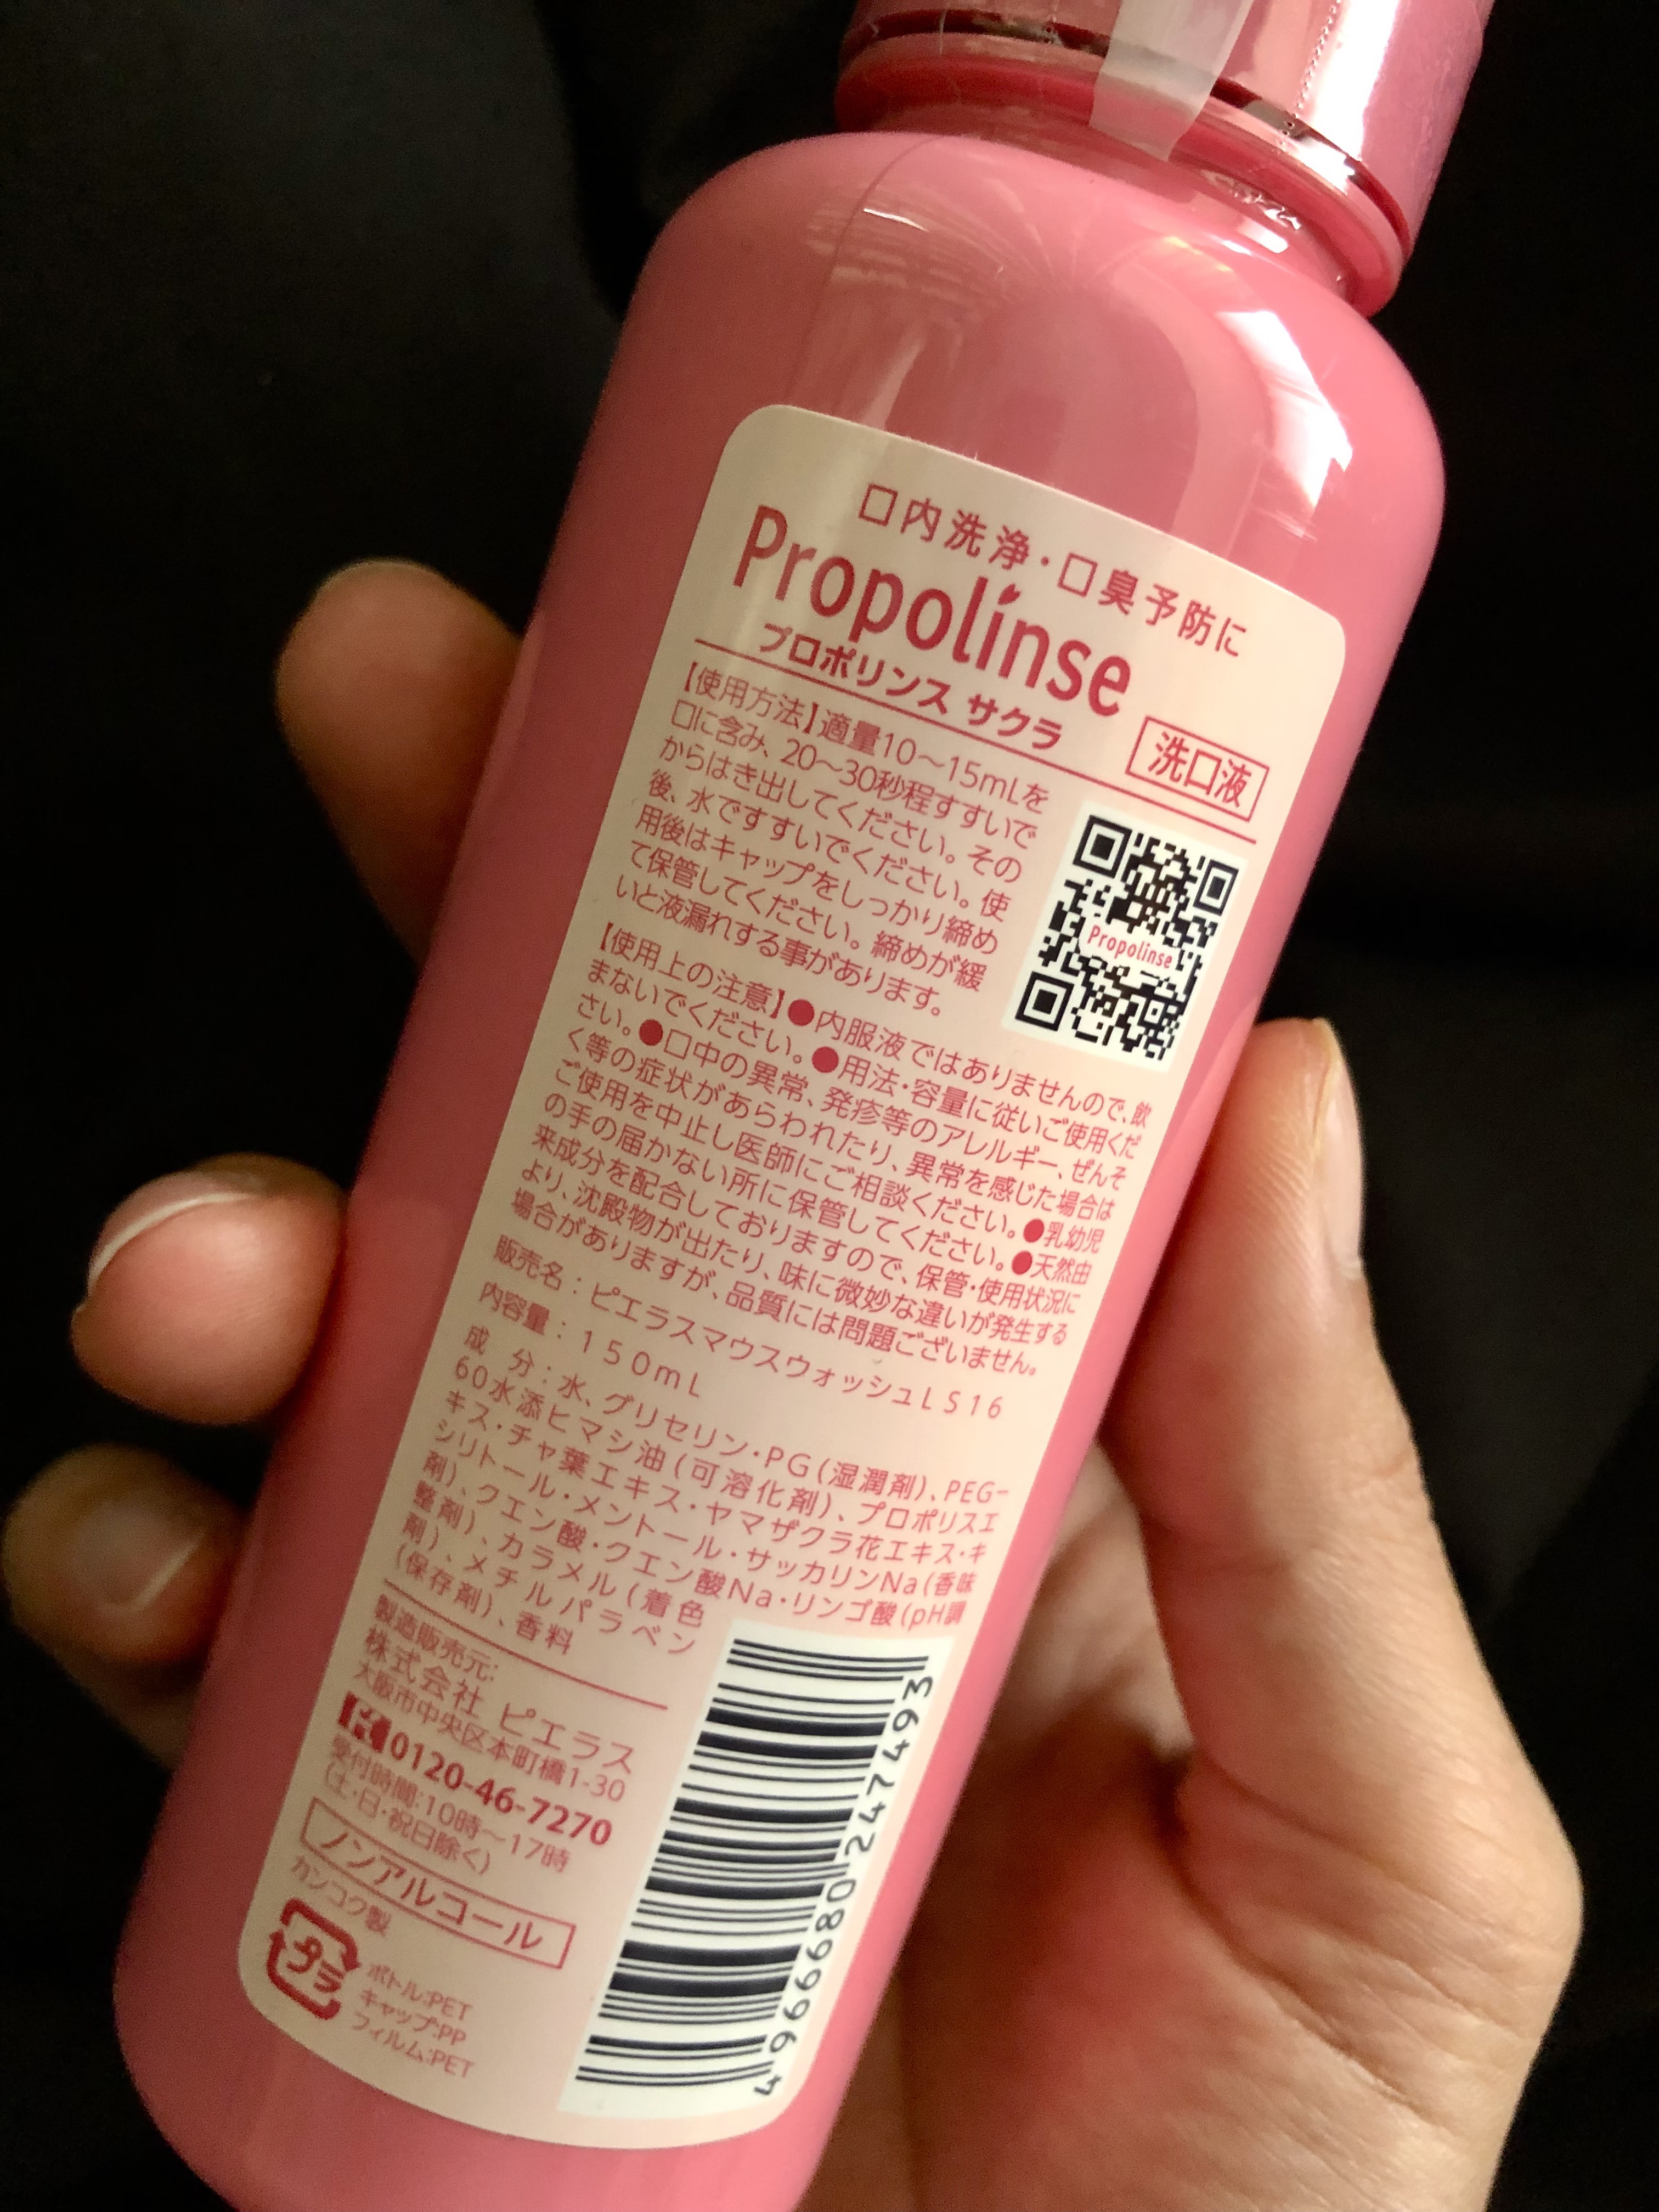 口内洗浄・口臭予防に
Propolinse
プロポリンス サクラ
洗口液
【使用方法】適量10〜15mLを
口に含み、20〜30秒程すすいで
からはき出してください。その
後、水ですすいでください。使
用後はキャップをしっかり締め
て保管してください。締めが緩
いと液漏れする事があります。
Propolinse
【使用上の注意】●内服液ではありませんので、飲
まないでください。●用法・容量に従いご使用くだ
さい。●口中の異常、発疹等のアレルギー、ぜんそ
く等の症状があらわれたり、異常を感じた場合は
ご使用を中止し医師にご相談ください。●乳幼児
の手の届かない所に保管してください。●天然由
来成分を配合しておりますので、保管・使用状況に
より、沈殿物が出たり、味に微妙な違いが発生する
場合がありますが、品質には問題ございません。
販売名：ピエラスマウスウォッシュLS16
内容量：150mL
成 分：水、グリセリン・PG(湿潤剤)、PEG-
60水添ヒマシ油(可溶化剤)、プロポリスエ
キス・チャ葉エキス・ヤマザクラ花エキス・キ
シリトール・メントール・サッカリンNa(香味
剤)、クエン酸・クエン酸Na・リンゴ酸(pH調
整剤)、カラメル(着色
剤)、メチルパラベン
(保存剤)、香料
製造販売元:
株式会社 ピエラス
大阪市中央区本町橋1-30
0120-46-7270
受付時間:10時〜17時
(土・日・祝日除く)
ノンアルコール
カンコク製
プラ
ボトル:PET
キャップ:PP
フィルム:PET
4966680247493